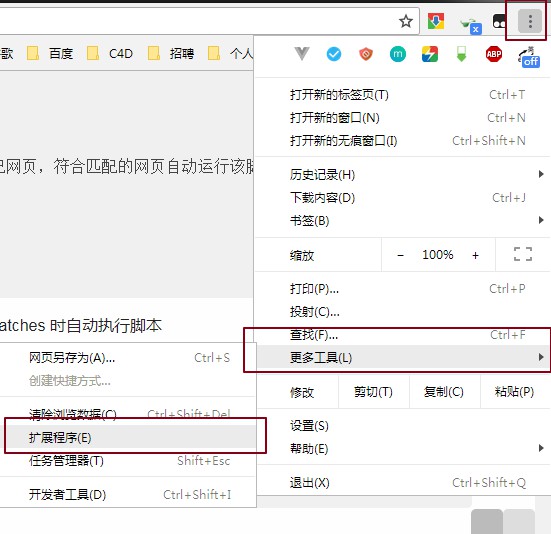 歌 百度 C4D 招聘 个人
x
ABP
off
打开新的标签页(T) Ctrl+T
打开新的窗口(N) Ctrl+N
打开新的无痕窗口(I) Ctrl+Shift+N
网页，符合匹配的网页自动运行该脚
历史记录(H)
下载内容(D) Ctrl+J
书签(B)
缩放 - 100% +
打印(P)... Ctrl+P
投射(C)...
查找(F)... Ctrl+F
更多工具(L)
atches 时自动执行脚本
网页另存为(A)... Ctrl+S
创建快捷方式...
清除浏览数据(C) Ctrl+Shift+Del
扩展程序(E)
任务管理器(T) Shift+Esc
开发者工具(D) Ctrl+Shift+I
修改 剪切(T) 复制(C) 粘贴(P)
设置(S)
帮助(E)
退出(X) Ctrl+Shift+Q